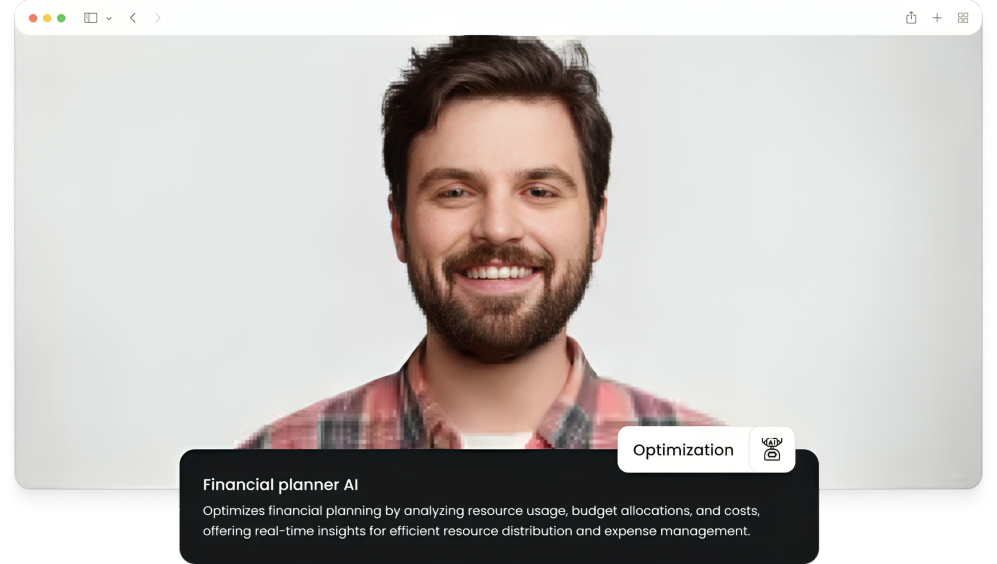 Optimization
AI
Financial planner AI
Optimizes financial planning by analyzing resource usage, budget allocations, and costs,
offering real-time insights for efficient resource distribution and expense management.